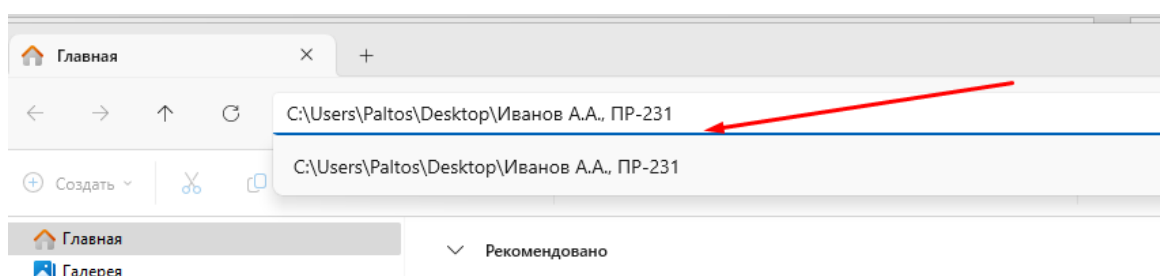 Главная
C:\Users\Paltos\Desktop\Иванов А.А., ПР-231
C:\Users\Paltos\Desktop\Иванов А.А., ПР-231
Создать
Главная
Рекомендовано
Галерея